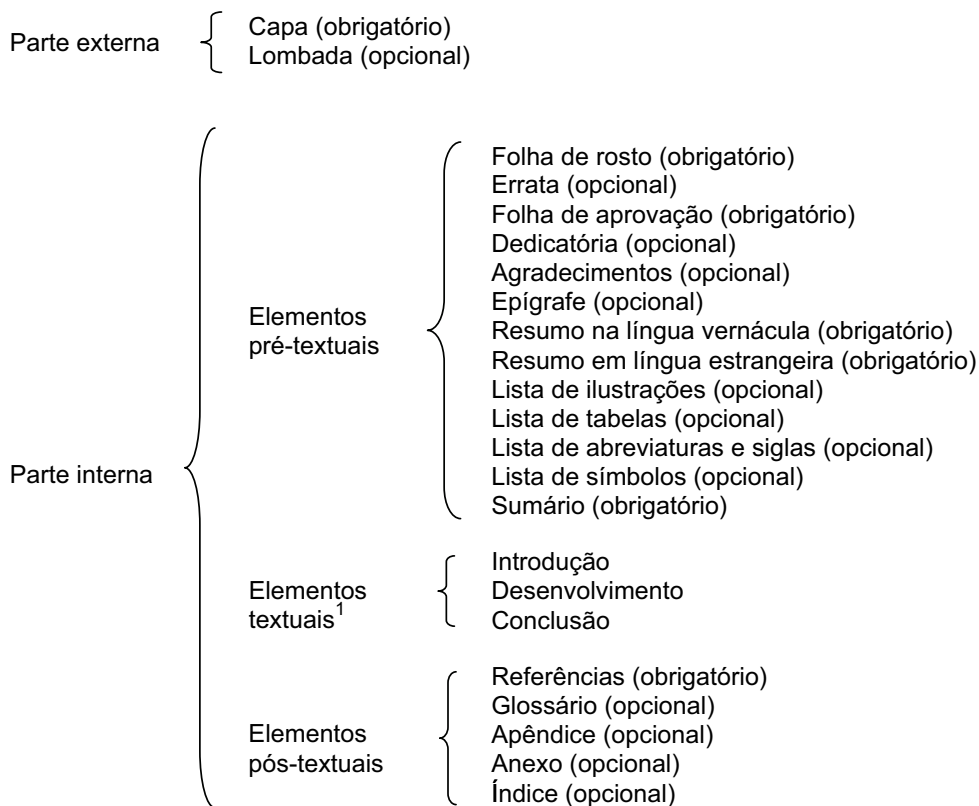 Parte externa
Capa (obrigatório)
Lombada (opcional)
Parte interna
Elementos
pré-textuais
Folha de rosto (obrigatório)
Errata (opcional)
Folha de aprovação (obrigatório)
Dedicatória (opcional)
Agradecimentos (opcional)
Epígrafe (opcional)
Resumo na língua vernácula (obrigatório)
Resumo em língua estrangeira (obrigatório)
Lista de ilustrações (opcional)
Lista de tabelas (opcional)
Lista de abreviaturas e siglas (opcional)
Lista de símbolos (opcional)
Sumário (obrigatório)
Elementos
textuais¹
Introdução
Desenvolvimento
Conclusão
Elementos
pós-textuais
Referências (obrigatório)
Glossário (opcional)
Apêndice (opcional)
Anexo (opcional)
Índice (opcional)